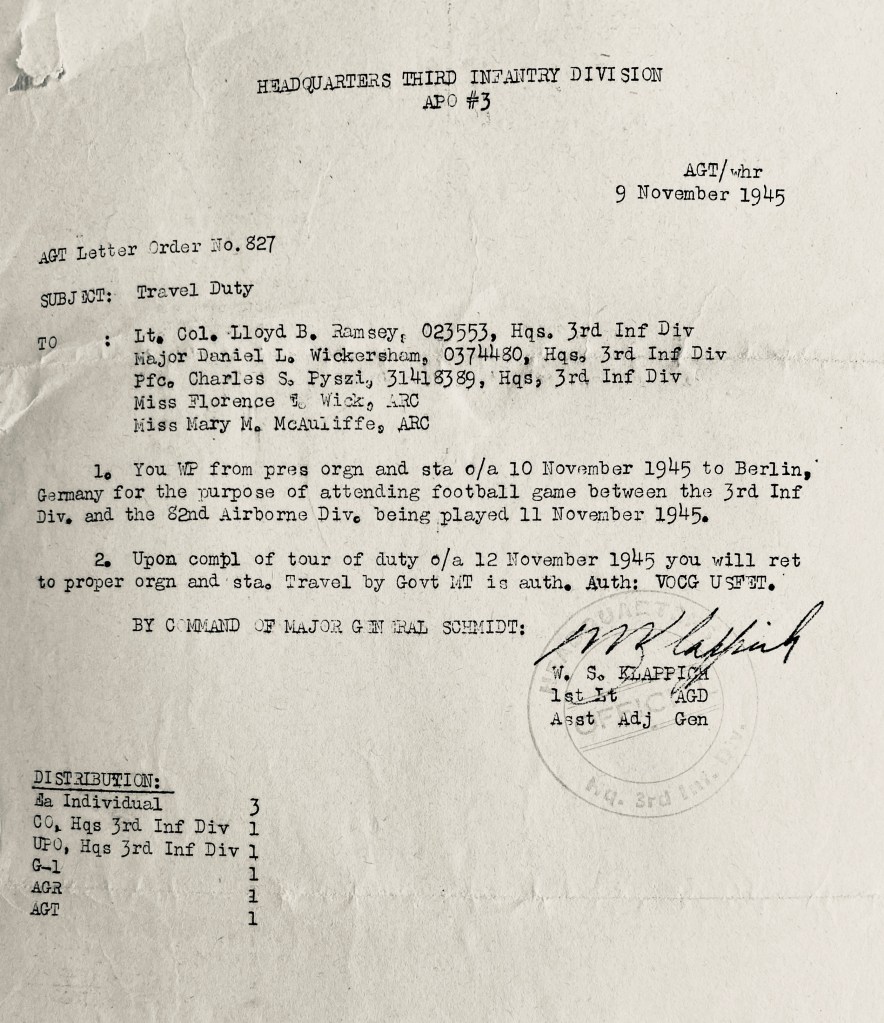 HEADQUARTERS THIRD INFANTRY DIVISION
APO #3
AGT/whr
9 November 1945
AGT Letter Order No. 827
SUBJECT: Travel Duty
TO : Lt. Col. Lloyd B. Ramsey, 023553, Hqs. 3rd Inf Div
Major Daniel L. Wickersham, 0374480, Hqs, 3rd Inf Div
Pfc. Charles S. Pyszi, 31418389, Hqs, 3rd Inf Div
Miss Florence Wick, ARC
Miss Mary M. McAuliffe, ARC
1. You WP from pres orgn and sta o/a 10 November 1945 to Berlin,
Germany for the purpose of attending football game between the 3rd Inf
Div. and the 82nd Airborne Div. being played 11 November 1945.
2. Upon compl of tour of duty o/a 12 November 1945 you will ret
to proper orgn and sta. Travel by Govt MT is auth. Auth: VOCG USFET.
BY COMMAND OF MAJOR GENERAL SCHMIDT:
W. S. KLAPPICH
1st Lt AGD
Asst Adj Gen
OFFICIAL
Hq. 3rd Inf. Div.
DISTRIBUTION:
Ea Individual 3
CO, Hqs 3rd Inf Div 1
UPO, Hqs 3rd Inf Div 1
G-1 1
AGR 1
AGT 1